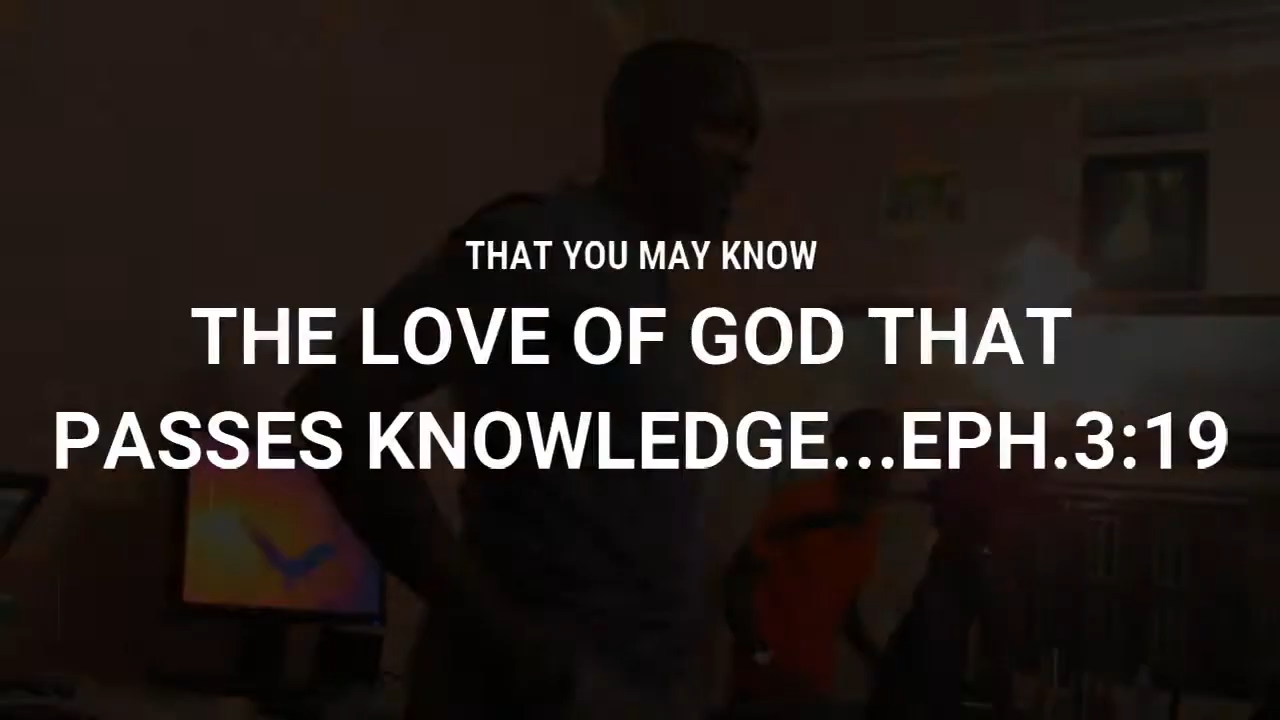 THAT YOU MAY KNOW
THE LOVE OF GOD THAT
PASSES KNOWLEDGE...EPH.3:19